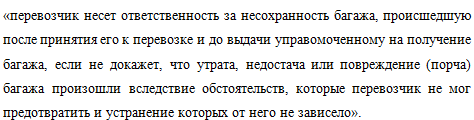 «перевозчик несет ответственность за несохранность багажа, происшедшую
после принятия его к перевозке и до выдачи управомоченному на получение
багажа, если не докажет, что утрата, недостача или повреждение (порча)
багажа произошли вследствие обстоятельств, которые перевозчик не мог
предотвратить и устранение которых от него не зависело».